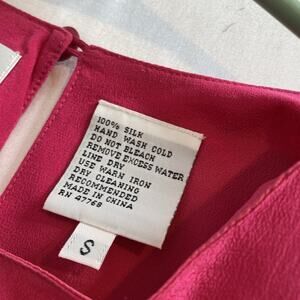 100% SILK
HAND WASH COLD
DO NOT BLEACH
REMOVE EXCESS WATER
LINE DRY
USE WARN IRON
DRY CLEANING
RECOMMENDED
MADE IN CHINA
RN 47768
S